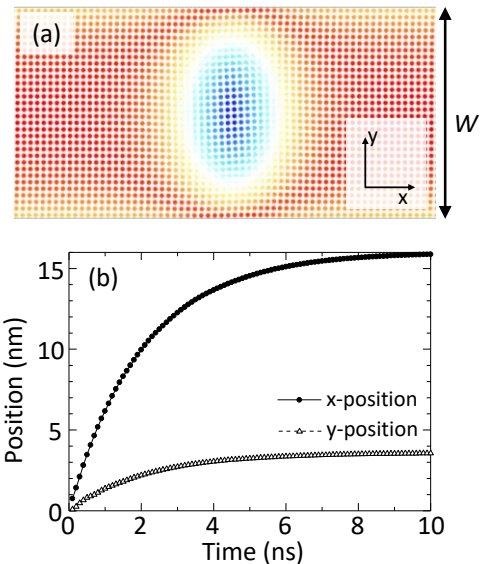 (a)
W
y
x
(b)
15
10
5
0
Position (nm)
x-position
y-position
0 2 4 6 8 10
Time (ns)